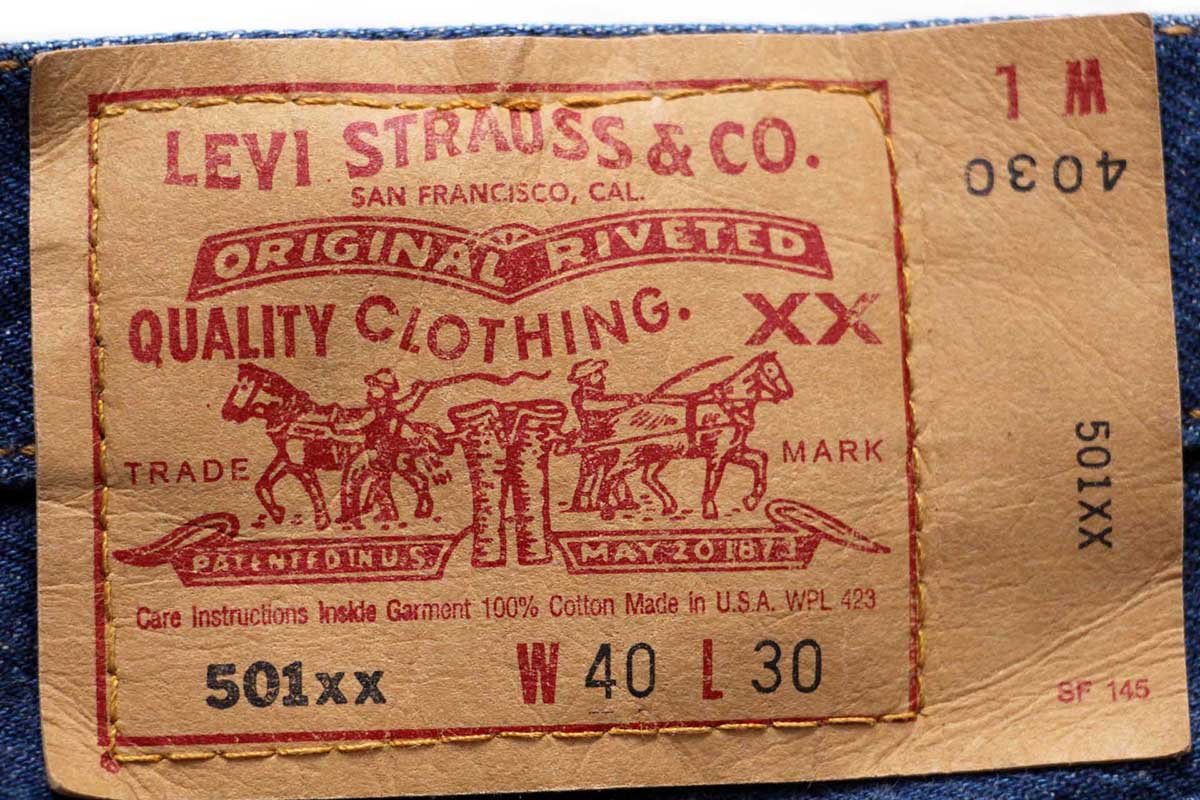 LEVI STRAUSS & CO.
SAN FRANCISCO, CAL.
ORIGINAL RIVETED
QUALITY CLOTHING. XX
TRADE MARK
PATENTED IN U.S. MAY 20 1873
Care Instructions Inside Garment 100% Cotton Made in U.S.A. WPL 423
501xx W 40 L 30
W L
4030
501XX
SF 145